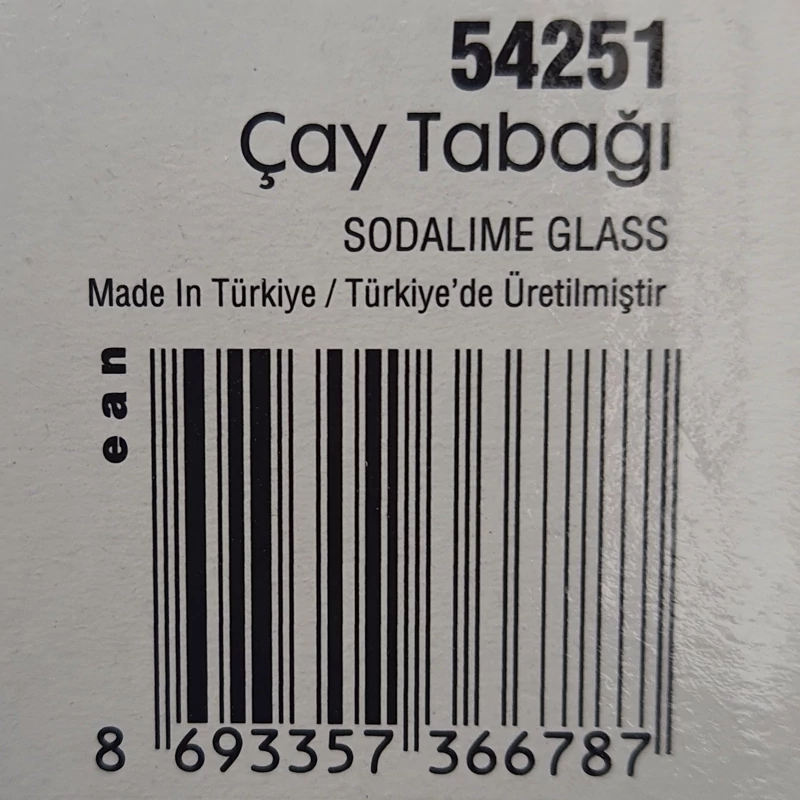 54251
Çay Tabağı
SODALIME GLASS
Made In Türkiye / Türkiye'de Üretilmiştir
ean
8 693357 366787